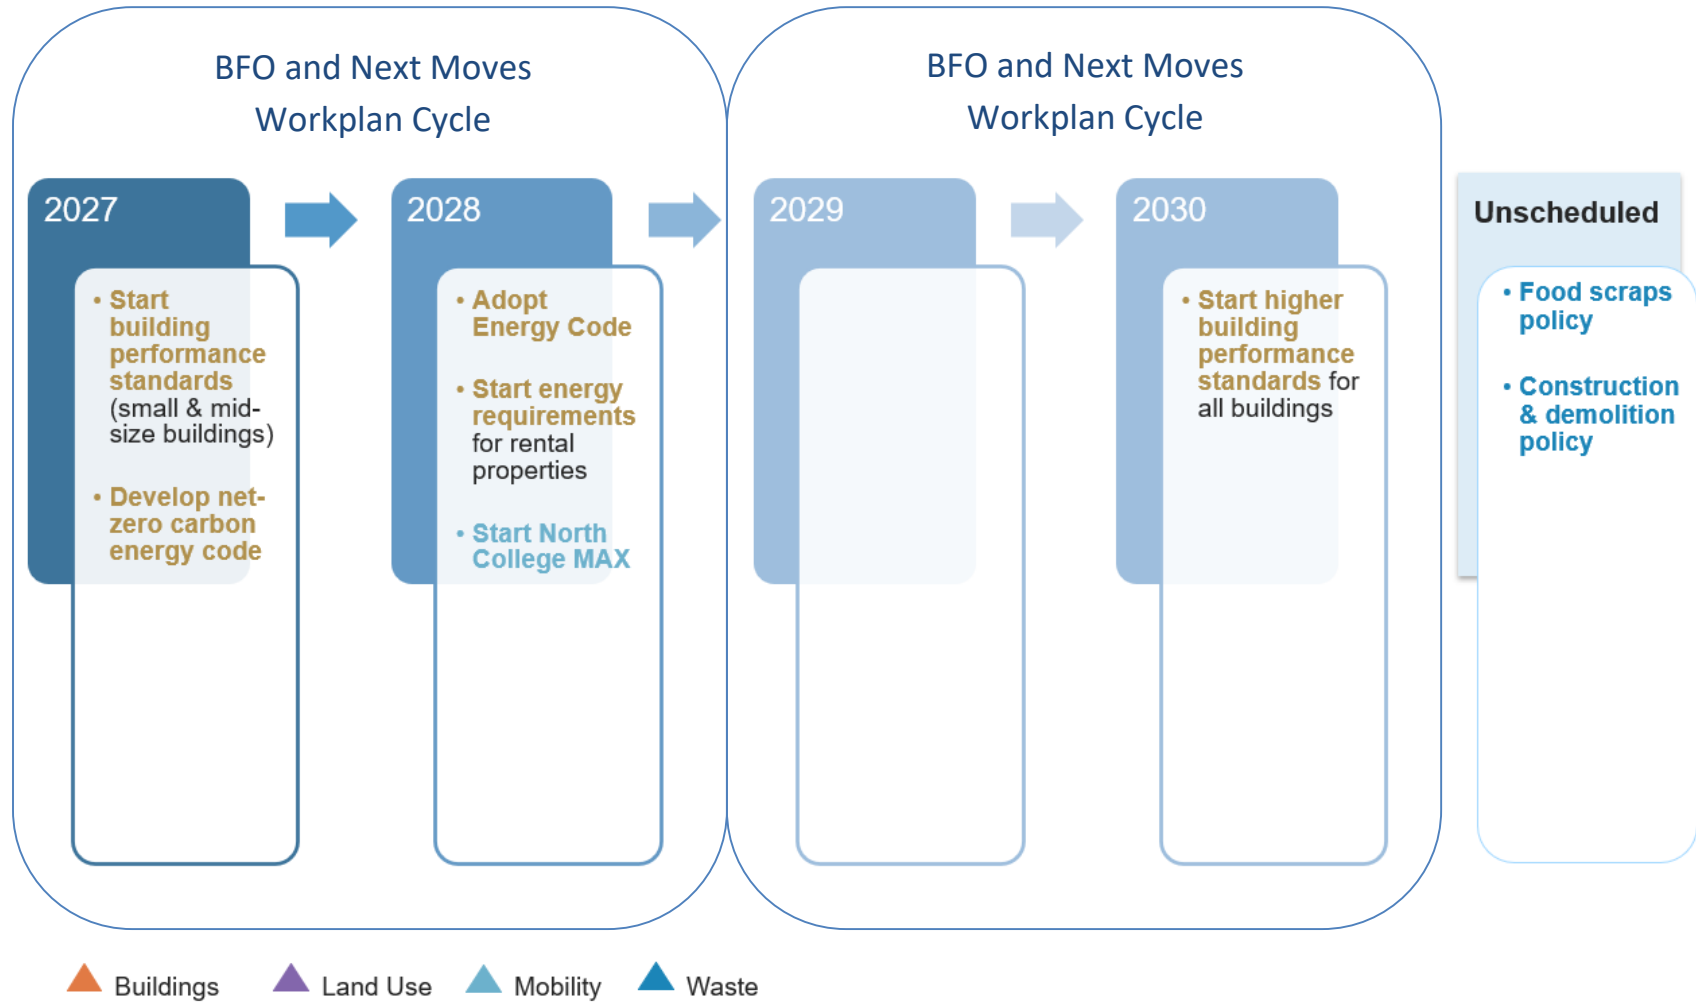 BFO and Next Moves
Workplan Cycle
BFO and Next Moves
Workplan Cycle
2027
• Start
building
performance
standards
(small & mid-
size buildings)
• Develop net-
zero carbon
energy code
2028
• Adopt
Energy Code
• Start energy
requirements
for rental
properties
• Start North
College MAX
2029
2030
• Start higher
building
performance
standards for
all buildings
Unscheduled
• Food scraps
policy
• Construction
& demolition
policy
Buildings
Land Use
Mobility
Waste